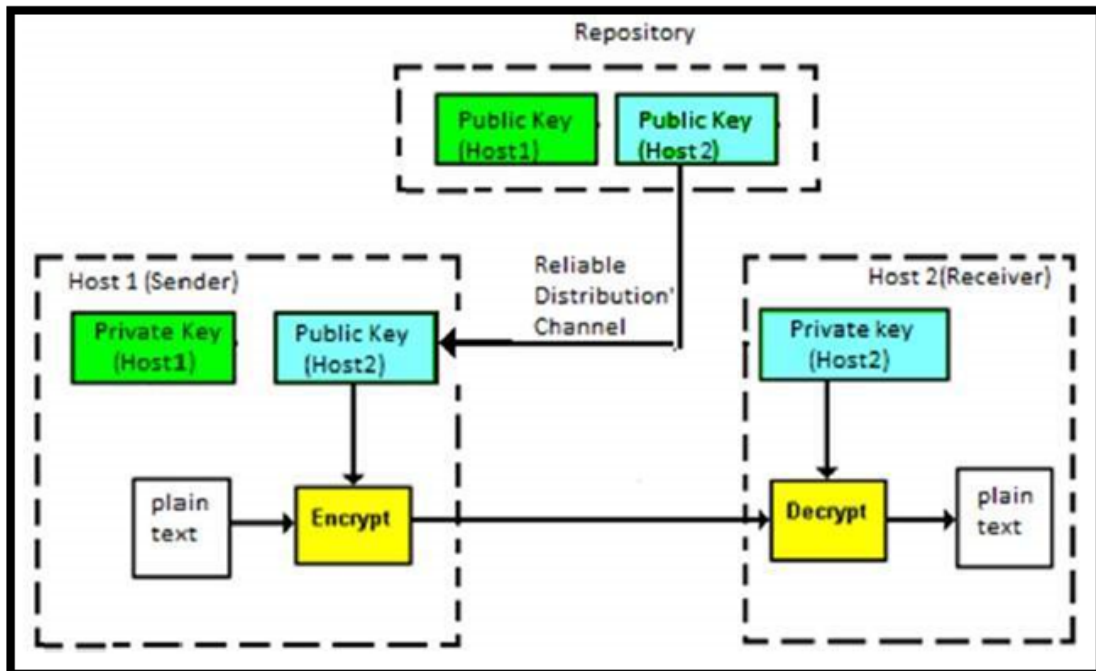 Repository
Public Key
(Host1)
Public Key
(Host2)
Host 1 (Sender)
Reliable
Distribution'
Channel
Host 2(Receiver)
Private Key
(Host1)
Public Key
(Host2)
Private key
(Host2)
plain
text
Encrypt
Decrypt
plain
text